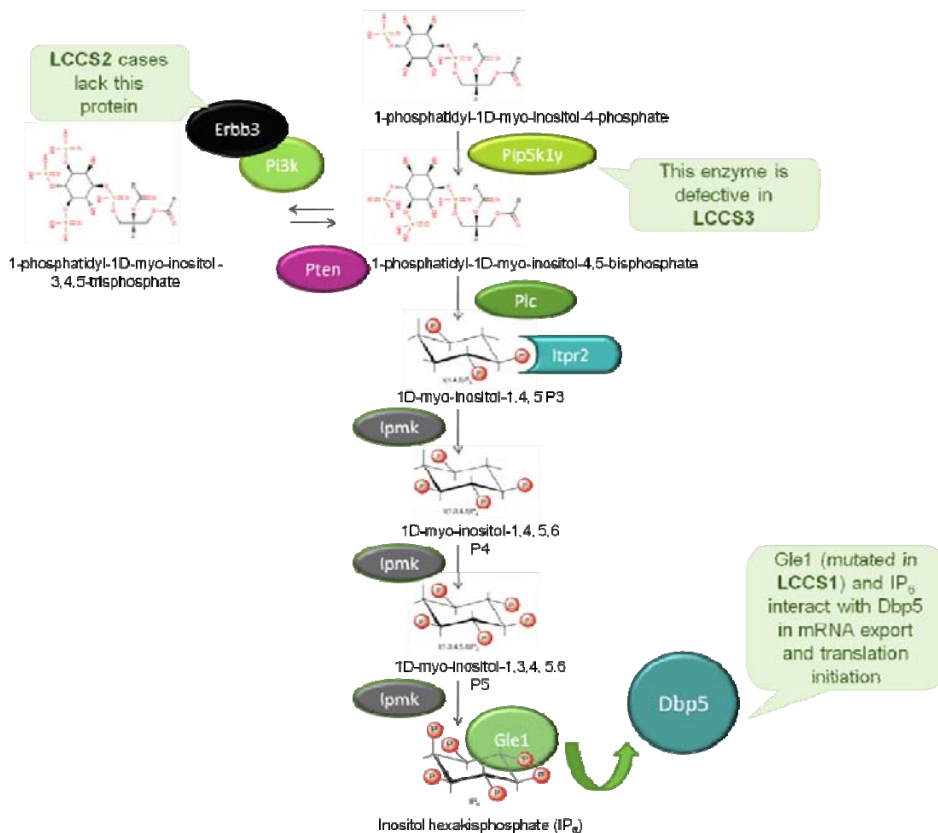 LCCS2 cases
lack this
protein
Erbb3
Pi3k
1-phosphatidyl-1D-myo-inositol-4-phosphate
Pip5k1y
This enzyme is
defective in
LCCS3
1-phosphatidyl-1D-myo-inositol -
3,4,5-trisphosphate
Pten
1-phosphatidyl-1D-myo-inositol-4,5-bisphosphate
Plc
P
P
P
Itpr2
1D-myo-inositol-1,4, 5 P3
Ipmk
P
P
P
P
1D-myo-inositol-1,4, 5,6
P4
Ipmk
P
P
P
P
P
1D-myo-inositol-1,3,4, 5,6
P5
Ipmk
Gle1
P
P
P
P
P
P
IP6
Inositol hexakisphosphate (IP6)
Dbp5
Gle1 (mutated in
LCCS1) and IP6
interact with Dbp5
in mRNA export
and translation
initiation